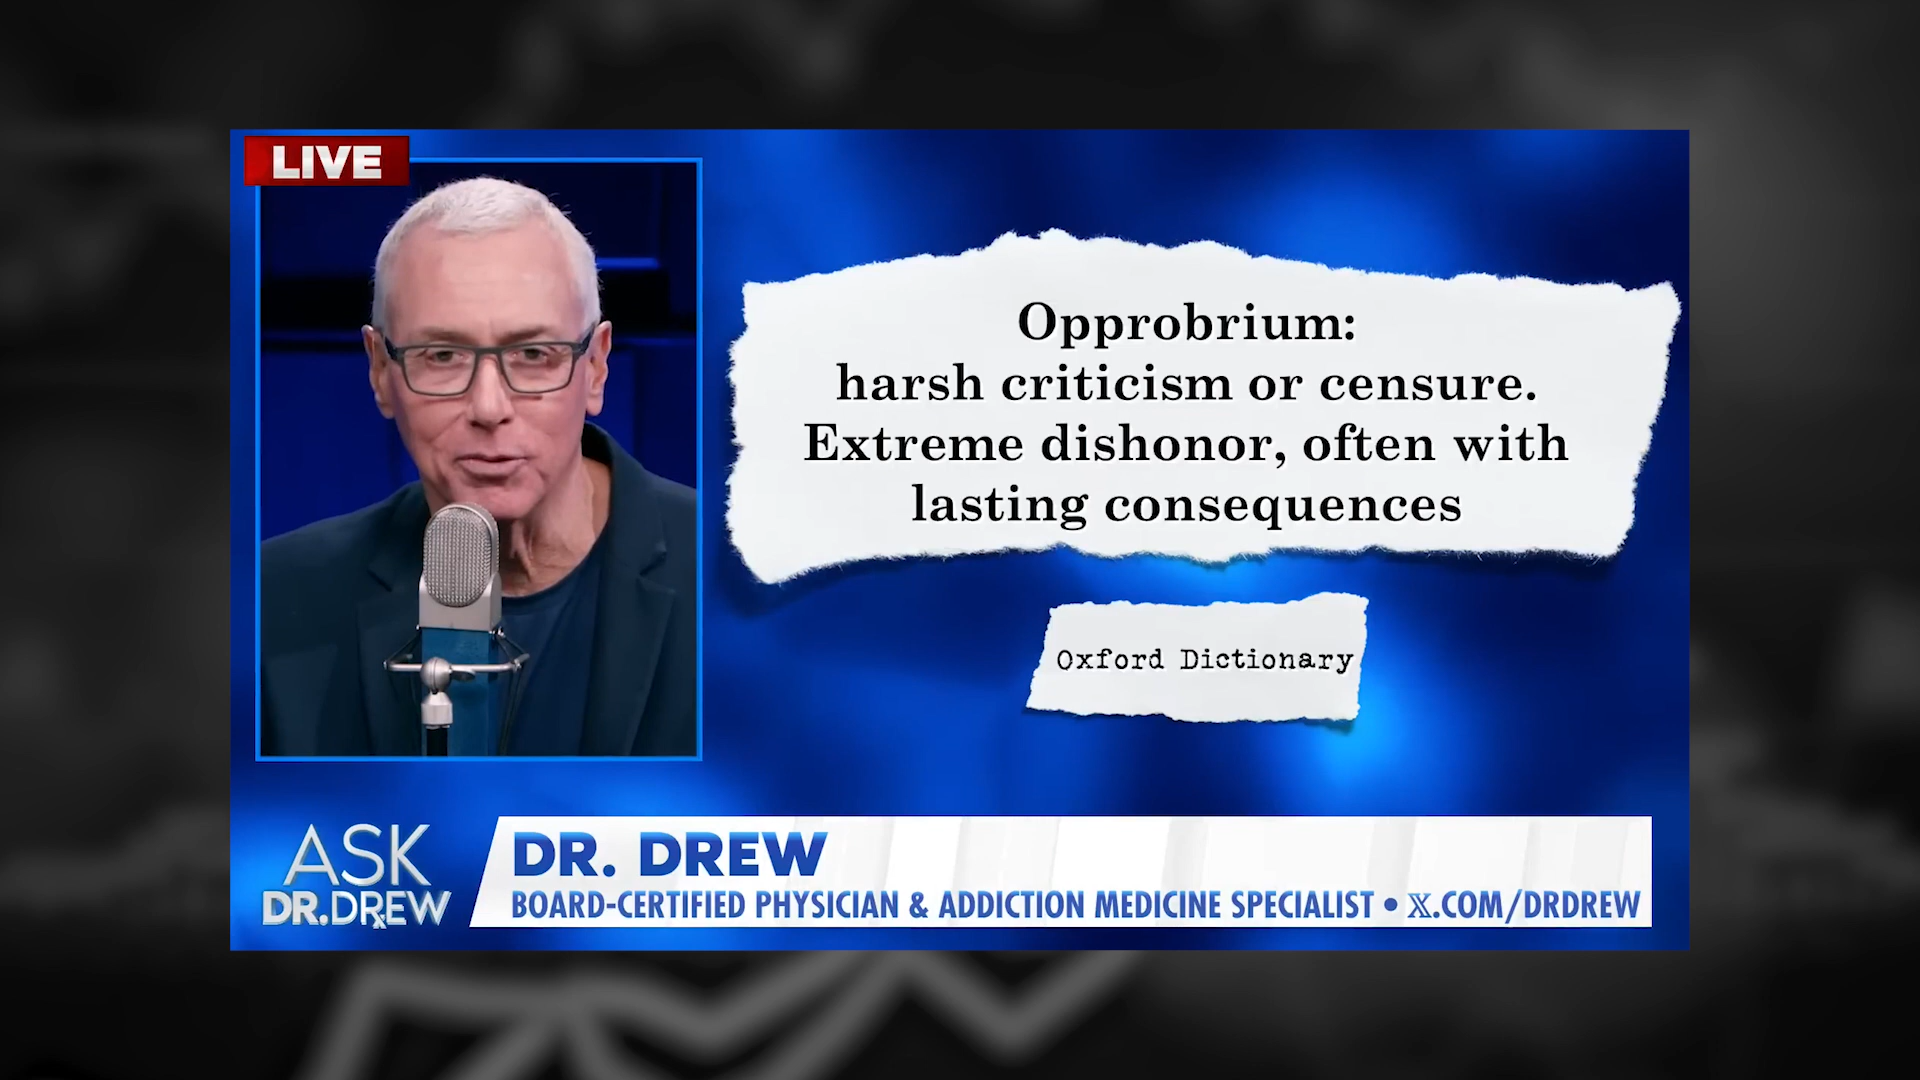 LIVE
Opprobrium:
harsh criticism or censure.
Extreme dishonor, often with
lasting consequences
Oxford Dictionary
ASK
DR.DREW
DR. DREW
BOARD-CERTIFIED PHYSICIAN & ADDICTION MEDICINE SPECIALIST • X.COM/DRDREW